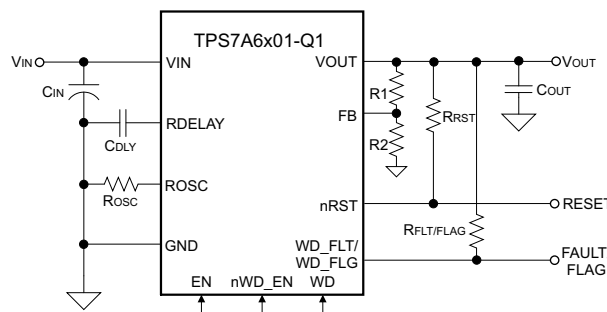 TPS7A6x01-Q1
VIN
VIN
VOUT
VOUT
CIN
R1
COUT
RDELAY
FB
RRST
CDLY
R2
ROSC
ROSC
nRST
RESET
RFLT/FLAG
GND
WD_FLT/
WD_FLG
FAULT
FLAG
EN
nWD_EN
WD